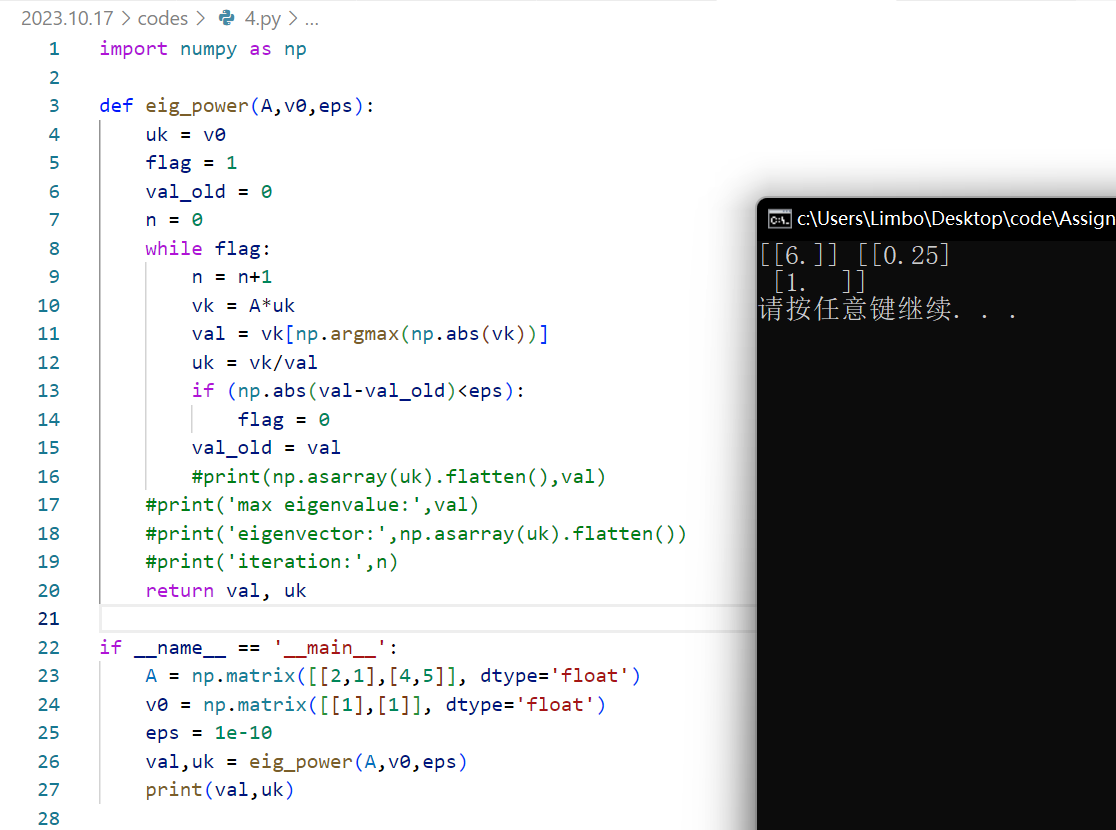 2023.10.17 > codes > 4.py > ...
1 import numpy as np
2
3 def eig_power(A,v0,eps):
4     uk = v0
5     flag = 1
6     val_old = 0
7     n = 0
8     while flag:
9         n = n+1
10         vk = A*uk
11         val = vk[np.argmax(np.abs(vk))]
12         uk = vk/val
13         if (np.abs(val-val_old)<eps):
14             flag = 0
15         val_old = val
16         #print(np.asarray(uk).flatten(),val)
17     #print('max eigenvalue:',val)
18     #print('eigenvector:',np.asarray(uk).flatten())
19     #print('iteration:',n)
20     return val, uk
21
22 if __name__ == '__main__':
23     A = np.matrix([[2,1],[4,5]], dtype='float')
24     v0 = np.matrix([[1],[1]], dtype='float')
25     eps = 1e-10
26     val,uk = eig_power(A,v0,eps)
27     print(val,uk)
28
c:\Users\Limbo\Desktop\code\Assign
[[6.]] [[0.25]
 [1.  ]]
请按任意键继续. . .